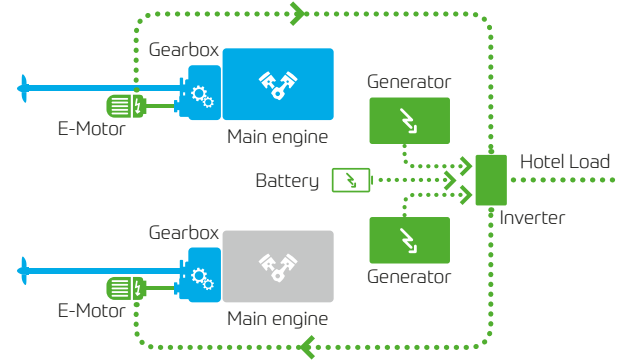 Gearbox
Generator
E-Motor
Main engine
Hotel Load
Battery
Inverter
Gearbox
Generator
E-Motor
Main engine